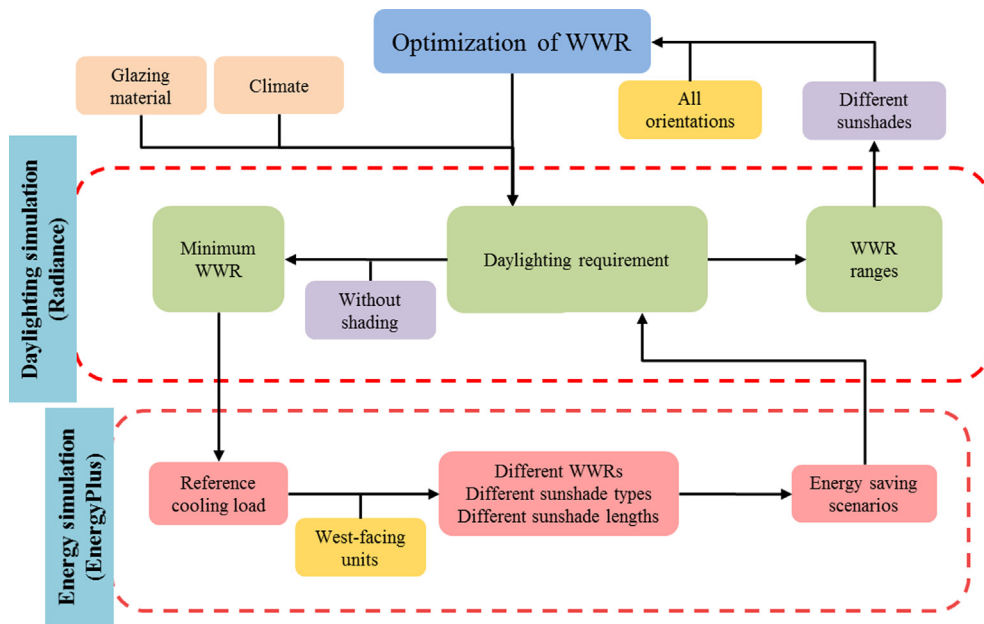 Optimization of WWR
Glazing
material
Climate
All
orientations
Different
sunshades
Daylighting simulation
(Radiance)
Minimum
WWR
Daylighting requirement
WWR
ranges
Without
shading
Energy simulation
(EnergyPlus)
Reference
cooling load
Different WWRs
Different sunshade types
Different sunshade lengths
Energy saving
scenarios
West-facing
units